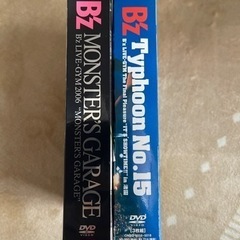 B'z
MONSTER'S GARAGE
B'z LIVE-GYM 2006 "MONSTER'S GARAGE"
DVD
VIDEO
B'z
Typhoon No.15
B'z LIVE-GYM The Final Pleasure "IT'S SHOWTIME!!" in 渚園
DVD